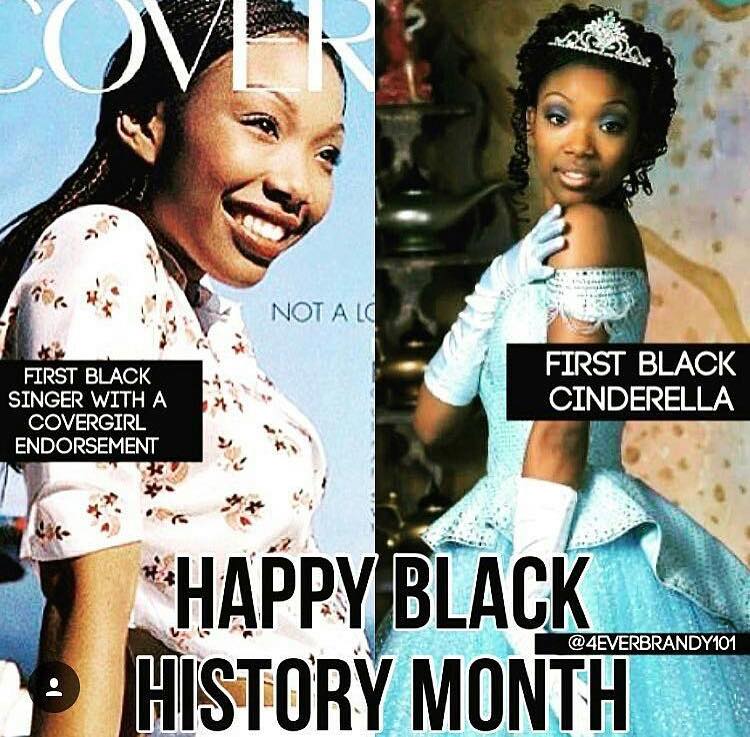 COVER
NOT A LO
FIRST BLACK
SINGER WITH A
COVERGIRL
ENDORSEMENT
FIRST BLACK
CINDERELLA
HAPPY BLACK
@4EVERBRANDY101
HISTORY MONTH